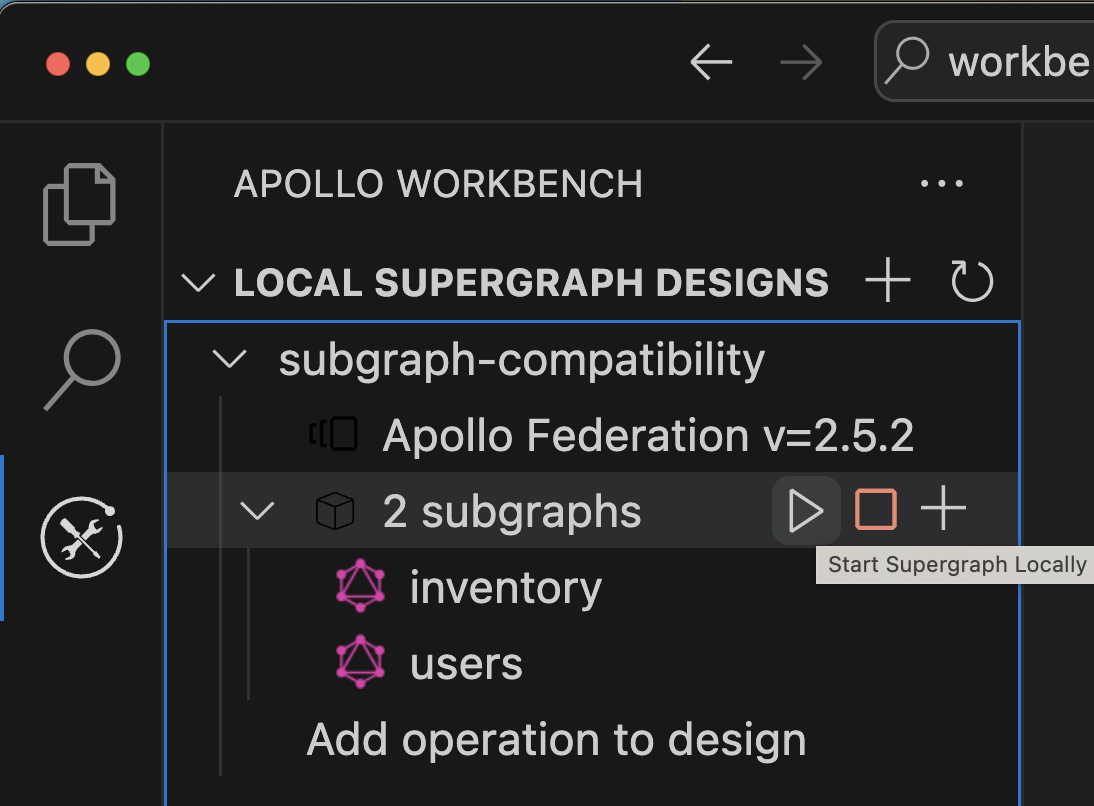 workbe
APOLLO WORKBENCH
LOCAL SUPERGRAPH DESIGNS
subgraph-compatibility
Apollo Federation v=2.5.2
2 subgraphs
Start Supergraph Locally
inventory
users
Add operation to design